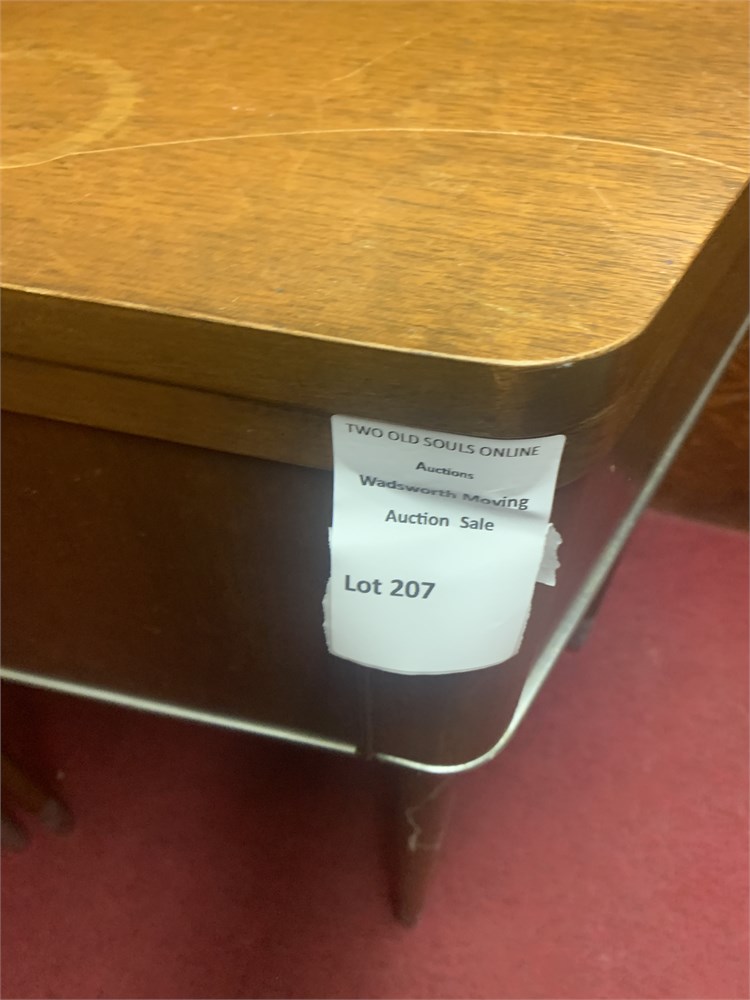 TWO OLD SOULS ONLINE
Auctions
Wadsworth Moving
Auction Sale
Lot 207